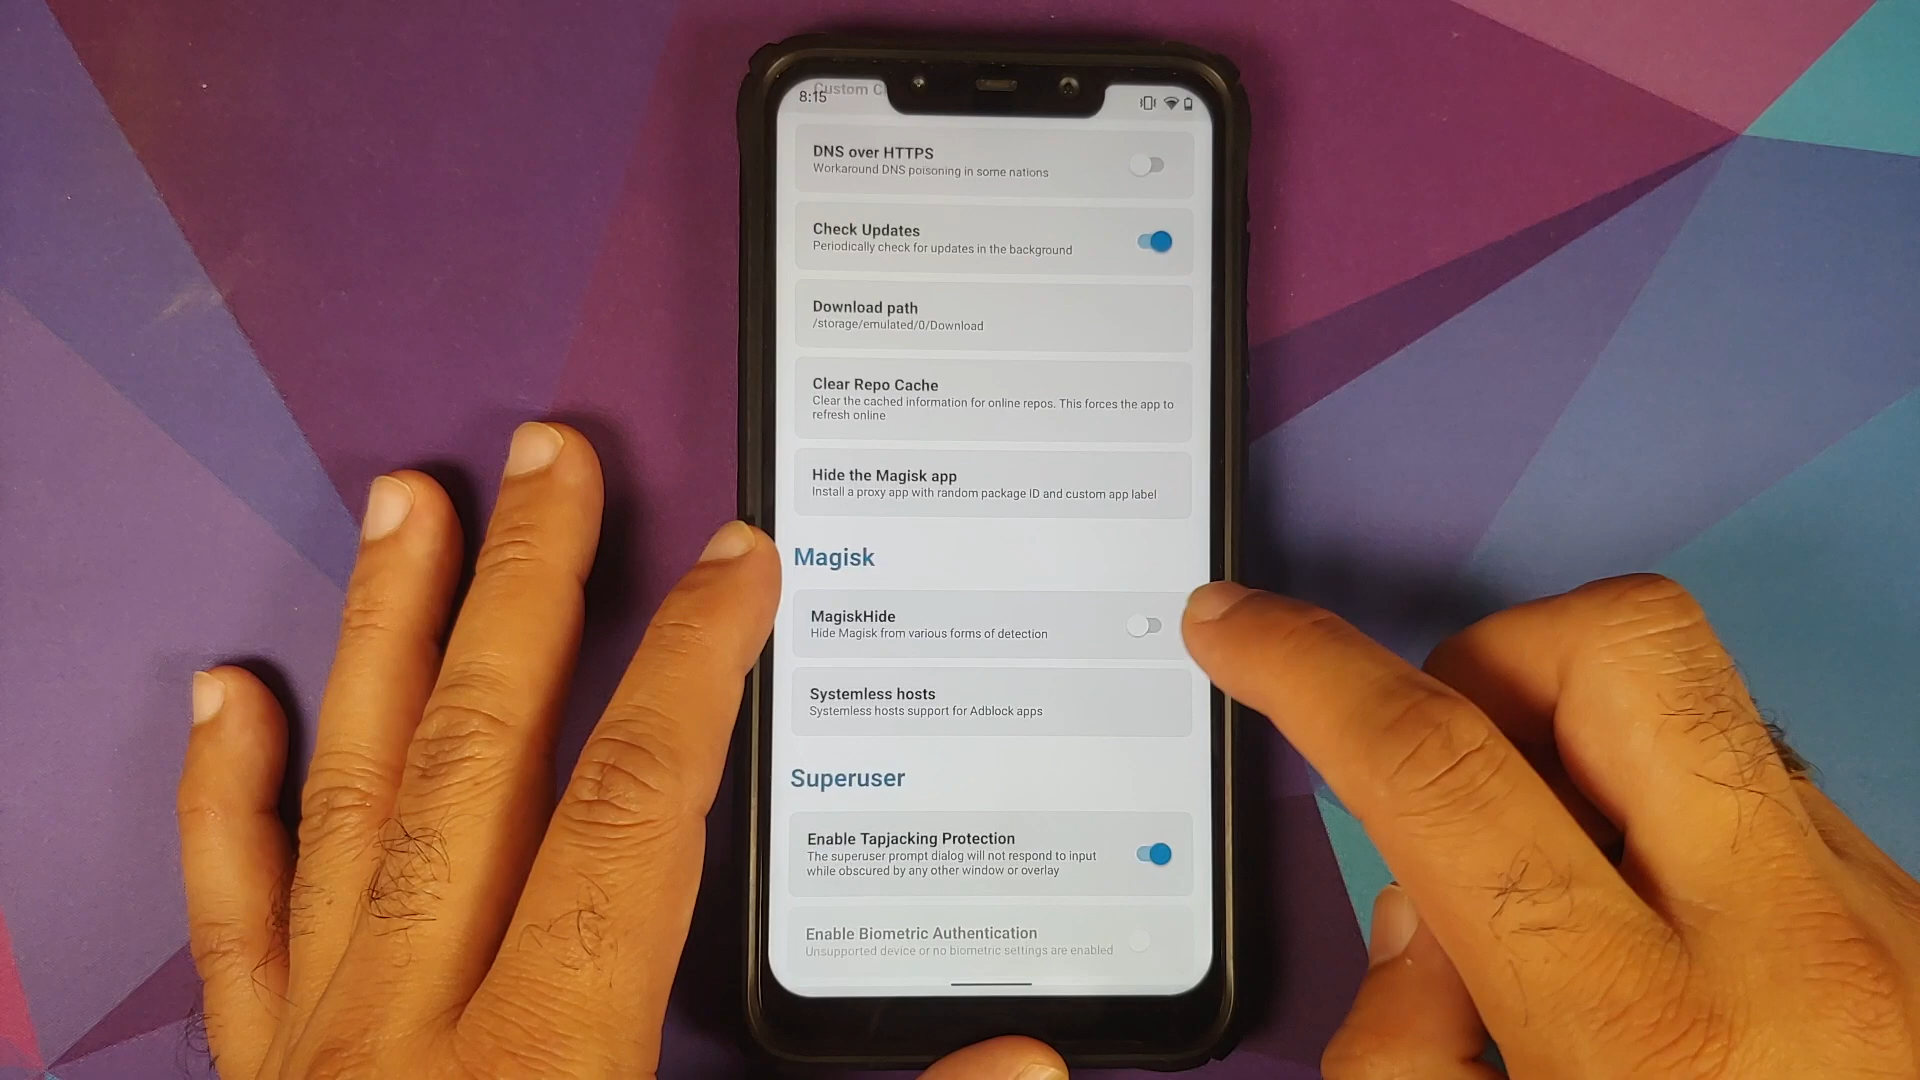 Custom C
8:15
DNS over HTTPS
Workaround DNS poisoning in some nations
Check Updates
Periodically check for updates in the background
Download path
/storage/emulated/0/Download
Clear Repo Cache
Clear the cached information for online repos. This forces the app to
refresh online
Hide the Magisk app
Install a proxy app with random package ID and custom app label
Magisk
MagiskHide
Hide Magisk from various forms of detection
Systemless hosts
Systemless hosts support for Adblock apps
Superuser
Enable Tapjacking Protection
The superuser prompt dialog will not respond to input
while obscured by any other window or overlay
Enable Biometric Authentication
Unsupported device or no biometric settings are enabled